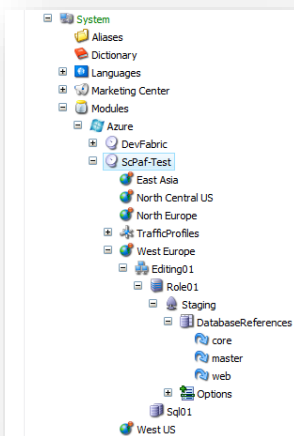 System
Aliases
Dictionary
Languages
Marketing Center
Modules
Azure
DevFabric
ScPaf-Test
East Asia
North Central US
North Europe
TrafficProfiles
West Europe
Editing01
Role01
Staging
DatabaseReferences
core
master
web
Options
Sql01
West US